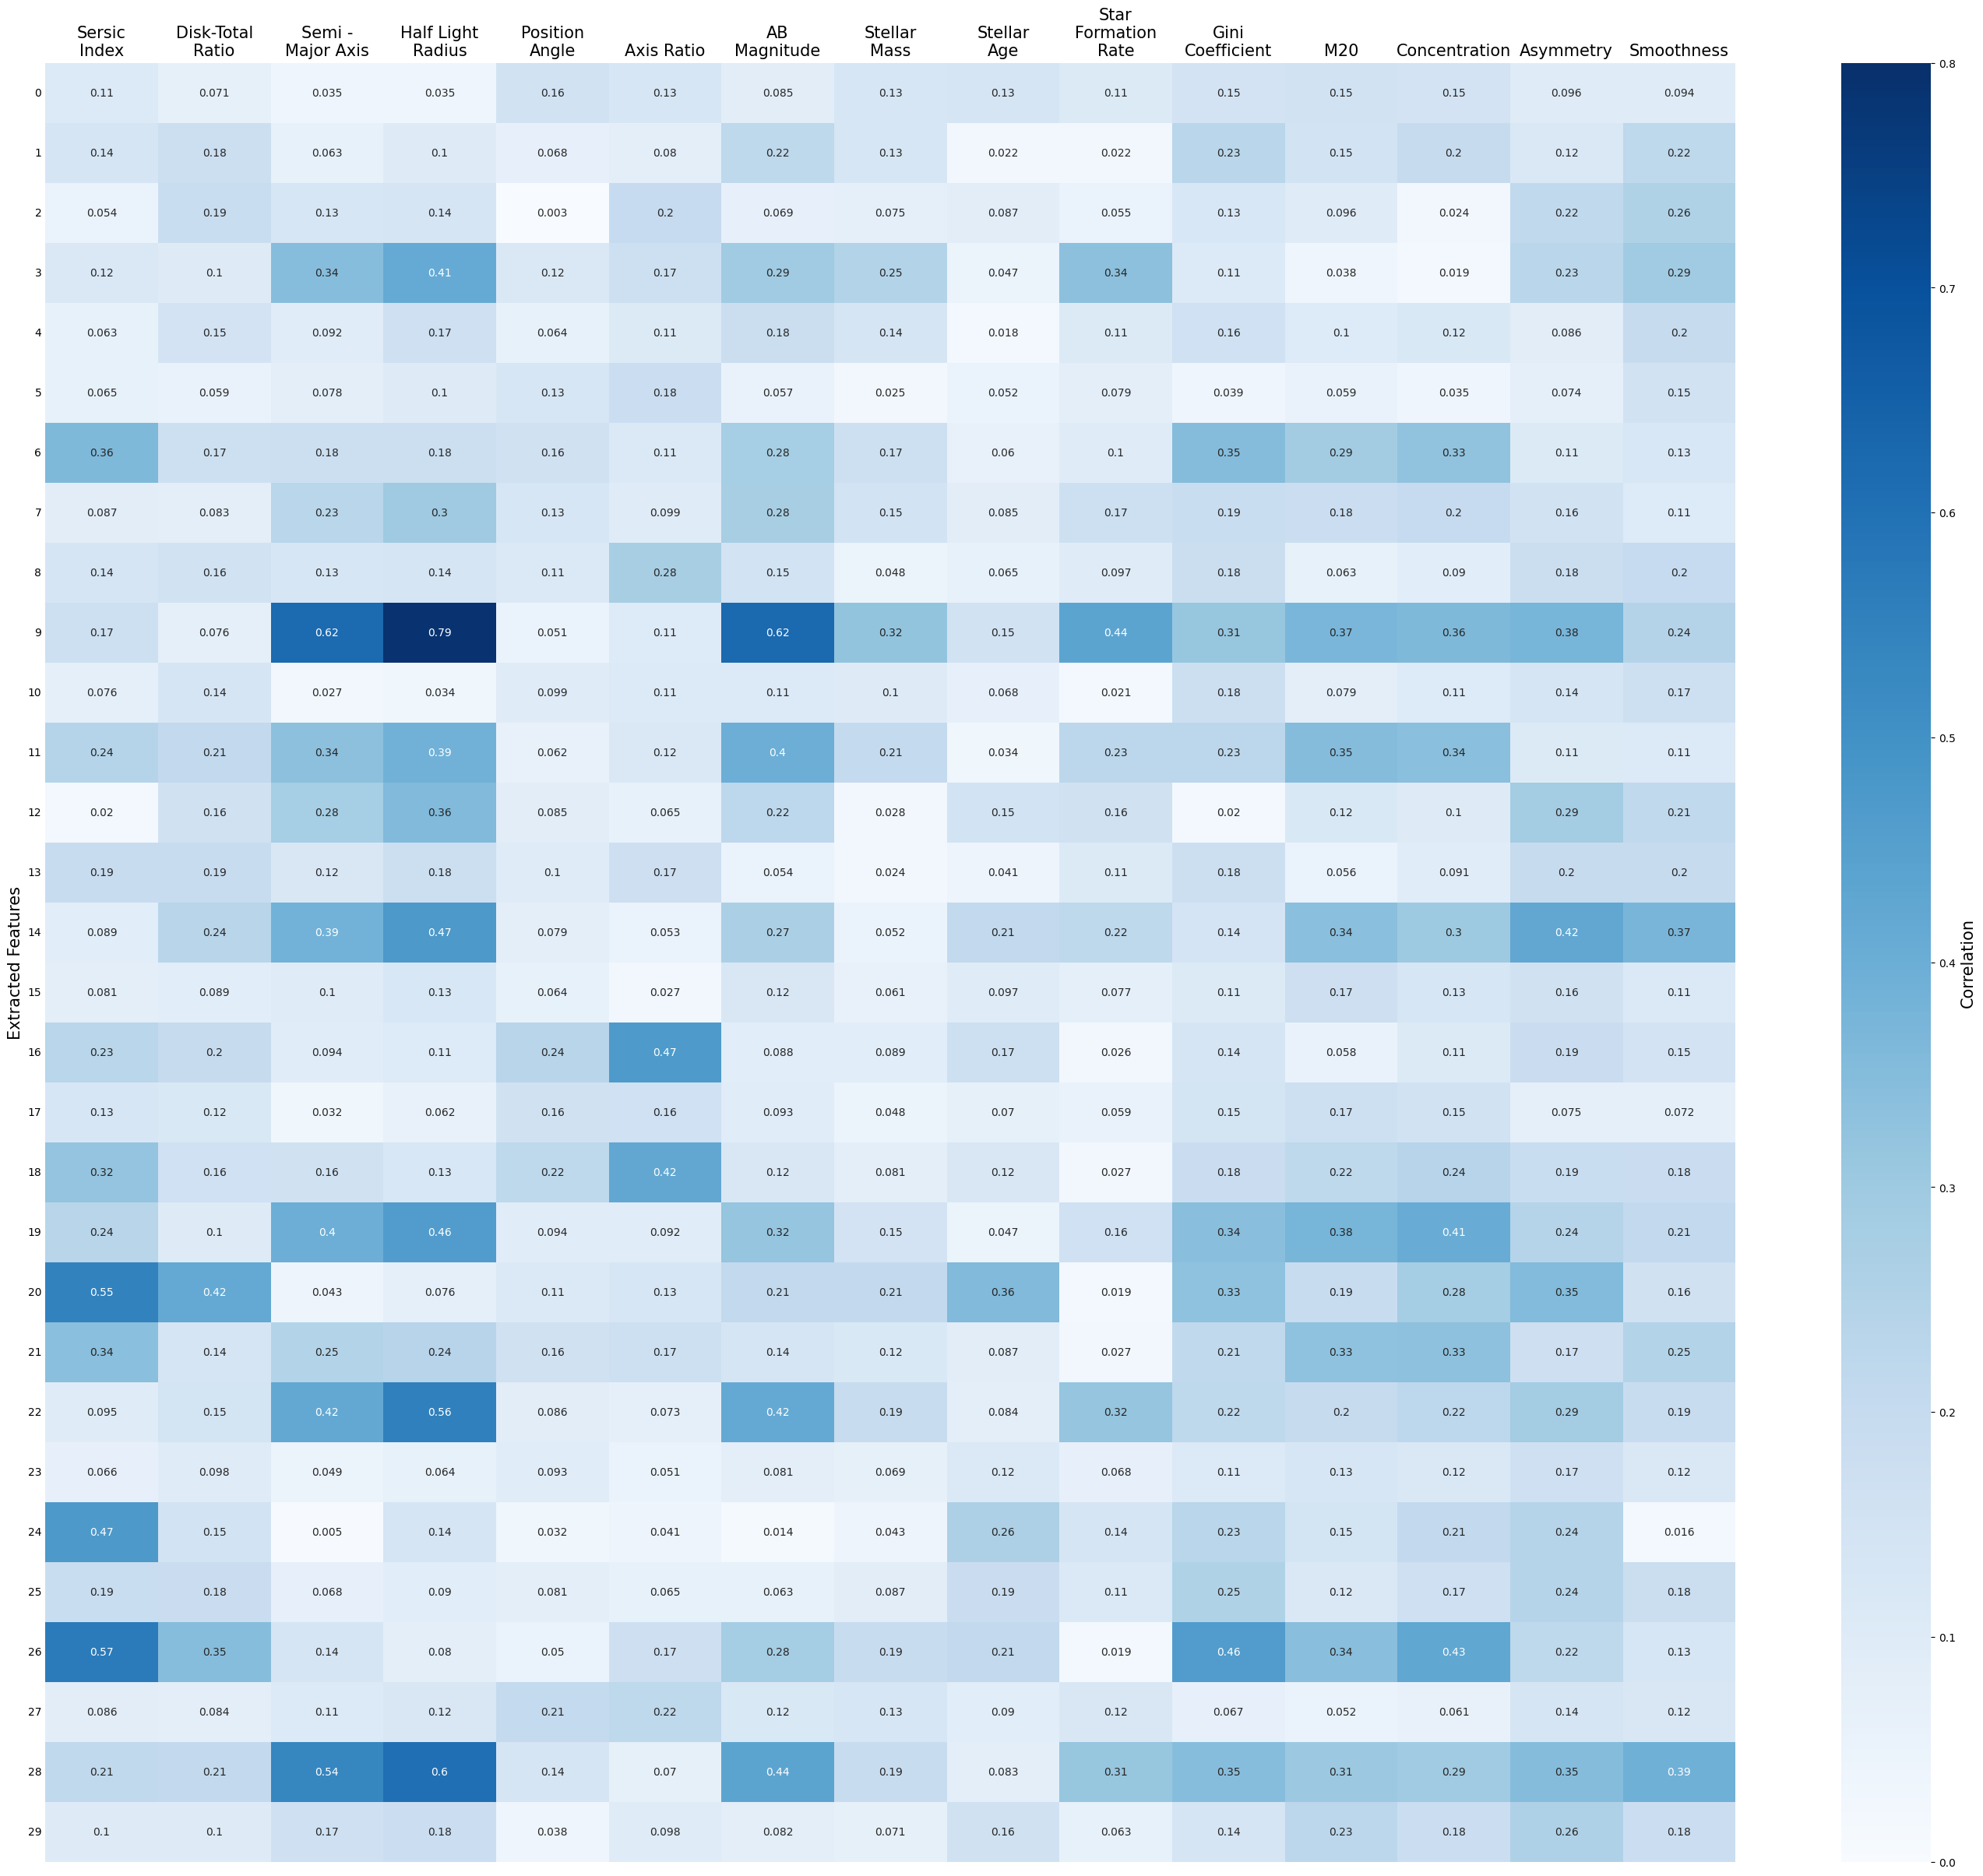 Sersic Index Disk-Total Ratio Semi - Major Axis Half Light Radius Position Angle Axis Ratio AB Magnitude Stellar Mass Stellar Age Star Formation Rate Gini Coefficient M20 Concentration Asymmetry Smoothness
0 0.11 0.071 0.035 0.035 0.16 0.13 0.085 0.13 0.13 0.11 0.15 0.15 0.15 0.096 0.094
1 0.14 0.18 0.063 0.1 0.068 0.08 0.22 0.13 0.022 0.022 0.23 0.15 0.2 0.12 0.22
2 0.054 0.19 0.13 0.14 0.003 0.2 0.069 0.075 0.087 0.055 0.13 0.096 0.024 0.22 0.26
3 0.12 0.1 0.34 0.41 0.12 0.17 0.29 0.25 0.047 0.34 0.11 0.038 0.019 0.23 0.29
4 0.063 0.15 0.092 0.17 0.064 0.11 0.18 0.14 0.018 0.11 0.16 0.1 0.12 0.086 0.2
5 0.065 0.059 0.078 0.1 0.13 0.18 0.057 0.025 0.052 0.079 0.039 0.059 0.035 0.074 0.15
6 0.36 0.17 0.18 0.18 0.16 0.11 0.28 0.17 0.06 0.1 0.35 0.29 0.33 0.11 0.13
7 0.087 0.083 0.23 0.3 0.13 0.099 0.28 0.15 0.085 0.17 0.19 0.18 0.2 0.16 0.11
8 0.14 0.16 0.13 0.14 0.11 0.28 0.15 0.048 0.065 0.097 0.18 0.063 0.09 0.18 0.2
9 0.17 0.076 0.62 0.79 0.051 0.11 0.62 0.32 0.15 0.44 0.31 0.37 0.36 0.38 0.24
10 0.076 0.14 0.027 0.034 0.099 0.11 0.11 0.1 0.068 0.021 0.18 0.079 0.11 0.14 0.17
11 0.24 0.21 0.34 0.39 0.062 0.12 0.4 0.21 0.034 0.23 0.23 0.35 0.34 0.11 0.11
12 0.02 0.16 0.28 0.36 0.085 0.065 0.22 0.028 0.15 0.16 0.02 0.12 0.1 0.29 0.21
13 0.19 0.19 0.12 0.18 0.1 0.17 0.054 0.024 0.041 0.11 0.18 0.056 0.091 0.2 0.2
14 0.089 0.24 0.39 0.47 0.079 0.053 0.27 0.052 0.21 0.22 0.14 0.34 0.3 0.42 0.37
15 0.081 0.089 0.1 0.13 0.064 0.027 0.12 0.061 0.097 0.077 0.11 0.17 0.13 0.16 0.11
16 0.23 0.2 0.094 0.11 0.24 0.47 0.088 0.089 0.17 0.026 0.14 0.058 0.11 0.19 0.15
17 0.13 0.12 0.032 0.062 0.16 0.16 0.093 0.048 0.07 0.059 0.15 0.17 0.15 0.075 0.072
18 0.32 0.16 0.16 0.13 0.22 0.42 0.12 0.081 0.12 0.027 0.18 0.22 0.24 0.19 0.18
19 0.24 0.1 0.4 0.46 0.094 0.092 0.32 0.15 0.047 0.16 0.34 0.38 0.41 0.24 0.21
20 0.55 0.42 0.043 0.076 0.11 0.13 0.21 0.21 0.36 0.019 0.33 0.19 0.28 0.35 0.16
21 0.34 0.14 0.25 0.24 0.16 0.17 0.14 0.12 0.087 0.027 0.21 0.33 0.33 0.17 0.25
22 0.095 0.15 0.42 0.56 0.086 0.073 0.42 0.19 0.084 0.32 0.22 0.2 0.22 0.29 0.19
23 0.066 0.098 0.049 0.064 0.093 0.051 0.081 0.069 0.12 0.068 0.11 0.13 0.12 0.17 0.12
24 0.47 0.15 0.005 0.14 0.032 0.041 0.014 0.043 0.26 0.14 0.23 0.15 0.21 0.24 0.016
25 0.19 0.18 0.068 0.09 0.081 0.065 0.063 0.087 0.19 0.11 0.25 0.12 0.17 0.24 0.18
26 0.57 0.35 0.14 0.08 0.05 0.17 0.28 0.19 0.21 0.019 0.46 0.34 0.43 0.22 0.13
27 0.086 0.084 0.11 0.12 0.21 0.22 0.12 0.13 0.09 0.12 0.067 0.052 0.061 0.14 0.12
28 0.21 0.21 0.54 0.6 0.14 0.07 0.44 0.19 0.083 0.31 0.35 0.31 0.29 0.35 0.39
29 0.1 0.1 0.17 0.18 0.038 0.098 0.082 0.071 0.16 0.063 0.14 0.23 0.18 0.26 0.18
Extracted Features
0.8
0.7
0.6
0.5
0.4
0.3
0.2
0.1
0.0
Correlation